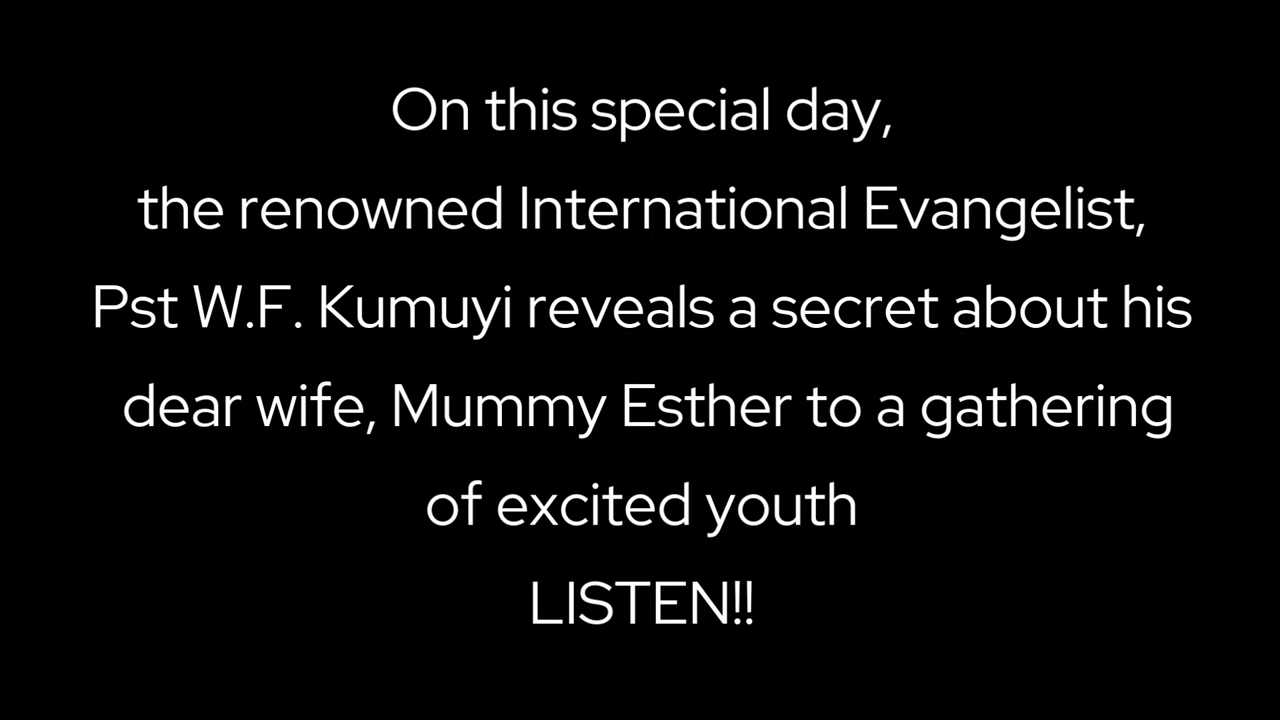 On this special day,
the renowned International Evangelist,
Pst W.F. Kumuyi reveals a secret about his
dear wife, Mummy Esther to a gathering
of excited youth
LISTEN!!